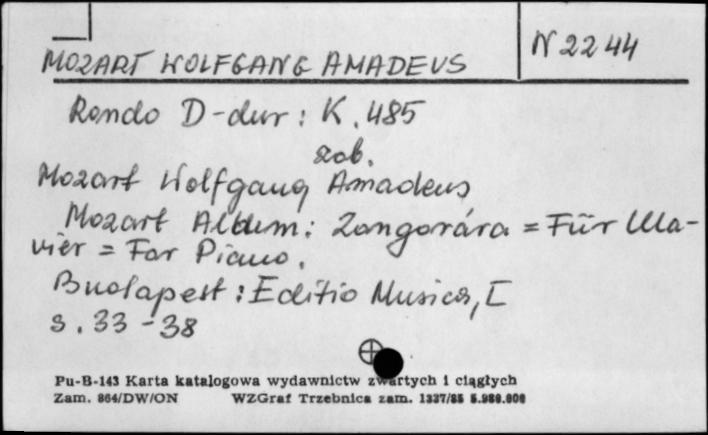 MOZART WOLFGANG AMADEUS
N 2244
Rondo D-dur : K. 485
zob.
Mozart Wolfgang Amadeus
Mozart Album : Zongorára = Für Kla-
vier = For Piano.
Budapest : Editio Musica, [
s. 33-38
Pu-B-143 Karta katalogowa wydawnictw zwartych i ciągłych
Zam. 864/DW/ON WZGraf Trzebnica zam. 1337/85 5.980.000